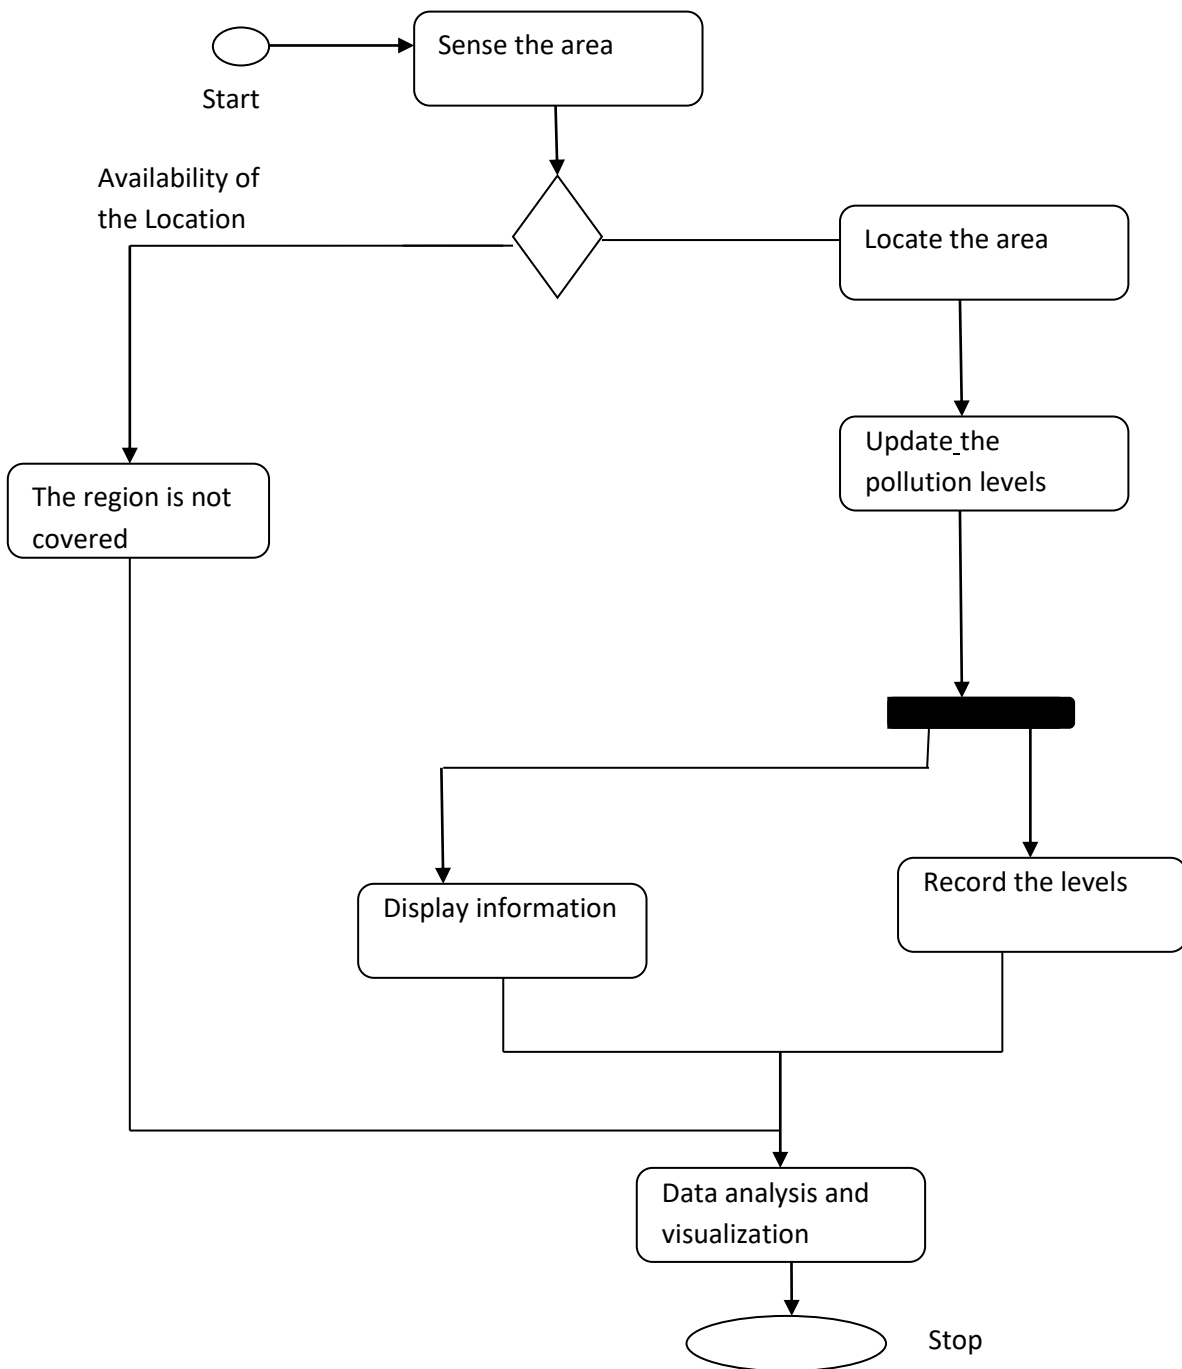 Sense the area
Start
Availability of
the Location
Locate the area
Update the
pollution levels
The region is not
covered
Record the levels
Display information
Data analysis and
visualization
Stop